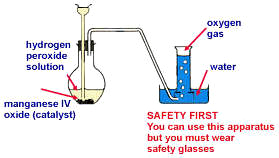 oxygen
gas
hydrogen
peroxide
solution
water
manganese IV
oxide (catalyst)
SAFETY FIRST
You can use this apparatus
but you must wear
safety glasses